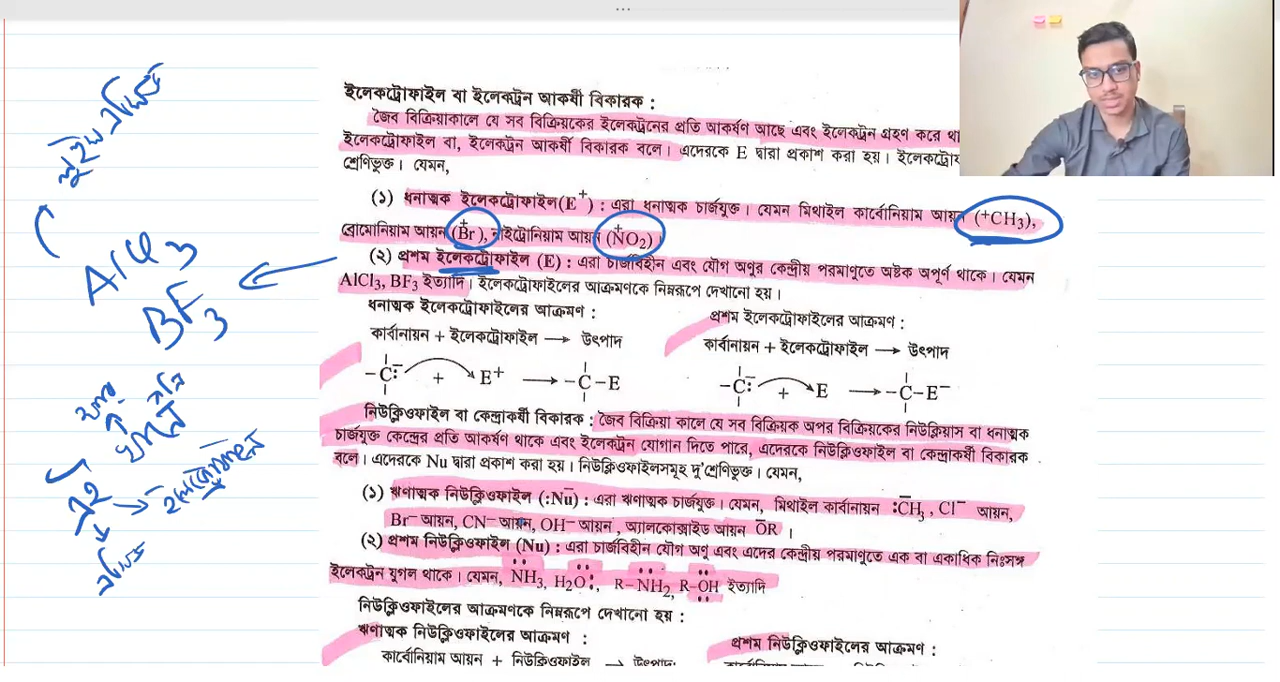 ইলেকট্রোফাইল বা ইলেকট্রন আকর্ষী বিকারক :
জৈব বিক্রিয়াকালে যে সব বিক্রিয়কের ইলেকট্রনের প্রতি আকর্ষণ আছে এবং ইলেকট্রন গ্রহণ করে থা
ইলেকট্রোফাইল বা, ইলেকট্রন আকর্ষী বিকারক বলে। এদেরকে E দ্বারা প্রকাশ করা হয়। ইলেকট্রোফ
শ্রেণিভুক্ত। যেমন,
(১) ধনাত্মক ইলেকট্রোফাইল(E⁺) : এরা ধনাত্মক চার্জযুক্ত। যেমন মিথাইল কার্বোনিয়াম আয়ন (⁺CH₃),
ব্রোমোনিয়াম আয়ন (Br⁺), নাইট্রোনিয়াম আয়ন (N⁺O₂)
(২) প্রশম ইলেকট্রোফাইল (E) : এরা চার্জবিহীন এবং যৌগ অণুর কেন্দ্রীয় পরমাণুতে অষ্টক অপূর্ণ থাকে। যেমন
AlCl₃, BF₃ ইত্যাদি। ইলেকট্রোফাইলের আক্রমণকে নিম্নরূপে দেখানো হয়।
ধনাত্মক ইলেকট্রোফাইলের আক্রমণ :
কার্বানায়ন + ইলেকট্রোফাইল → উৎপাদ
–C:⁻ + E⁺ → –C–E
প্রশম ইলেকট্রোফাইলের আক্রমণ :
কার্বানায়ন + ইলেকট্রোফাইল → উৎপাদ
–C:⁻ + E → –C–E⁻
নিউক্লিওফাইল বা কেন্দ্রাকর্ষী বিকারক : জৈব বিক্রিয়া কালে যে সব বিক্রিয়ক অপর বিক্রিয়কের নিউক্লিয়াস বা ধনাত্মক
চার্জযুক্ত কেন্দ্রের প্রতি আকর্ষণ থাকে এবং ইলেকট্রন যোগান দিতে পারে, এদেরকে নিউক্লিওফাইল বা কেন্দ্রাকর্ষী বিকারক
বলে। এদেরকে Nu দ্বারা প্রকাশ করা হয়। নিউক্লিওফাইলসমূহ দু'শ্রেণিভুক্ত। যেমন,
(১) ঋণাত্মক নিউক্লিওফাইল (:Nu⁻) : এরা ঋণাত্মক চার্জযুক্ত। যেমন, মিথাইল কার্বানায়ন :C⁻H₃, Cl⁻ আয়ন,
Br⁻ আয়ন, CN⁻ আয়ন, OH⁻ আয়ন, অ্যালকোক্সাইড আয়ন O⁻R ।
(২) প্রশম নিউক্লিওফাইল (Nu) : এরা চার্জবিহীন যৌগ অণু এবং এদের কেন্দ্রীয় পরমাণুতে এক বা একাধিক নিঃসঙ্গ
ইলেকট্রন যুগল থাকে। যেমন, NH₃, H₂O:, R–NH₂, R–OH ইত্যাদি
নিউক্লিওফাইলের আক্রমণকে নিম্নরূপে দেখানো হয় :
ঋণাত্মক নিউক্লিওফাইলের আক্রমণ :
কার্বোনিয়াম আয়ন + নিউক্লিওফাইল → উৎপাদ
প্রশম নিউক্লিওফাইলের আক্রমণ :
লুইস এসিড
AlCl₃
BF₃